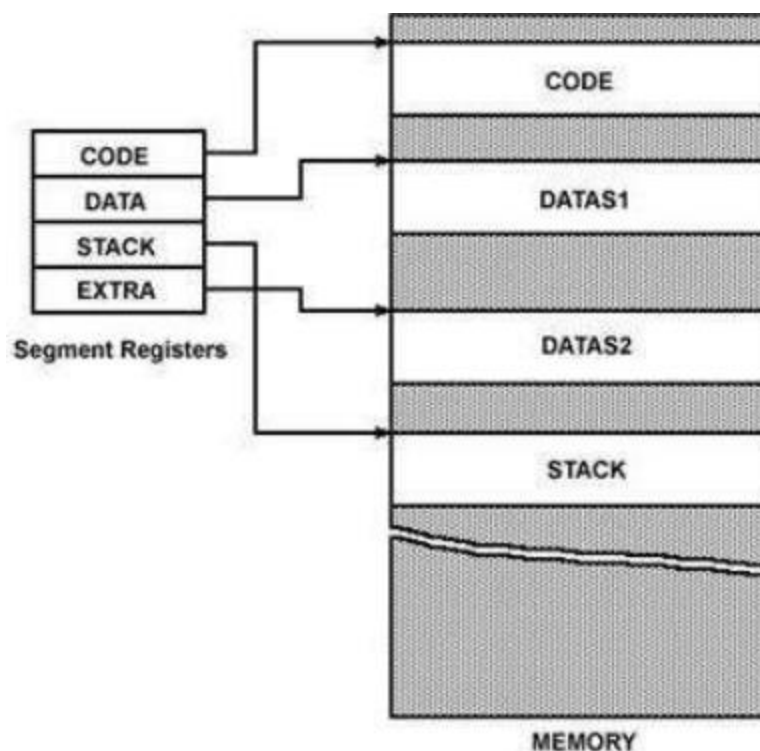 CODE
DATA
STACK
EXTRA
Segment Registers
CODE
DATAS1
DATAS2
STACK
MEMORY